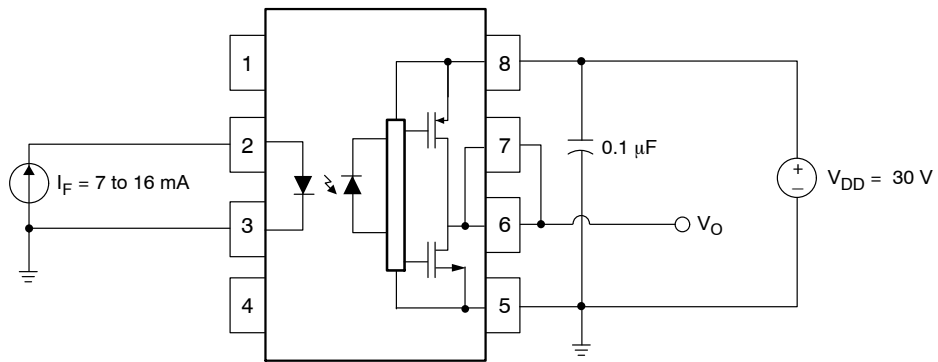 1
8
2
7
I_F = 7 to 16 mA
0.1 μF
+
–
V_DD = 30 V
3
6
V_O
4
5